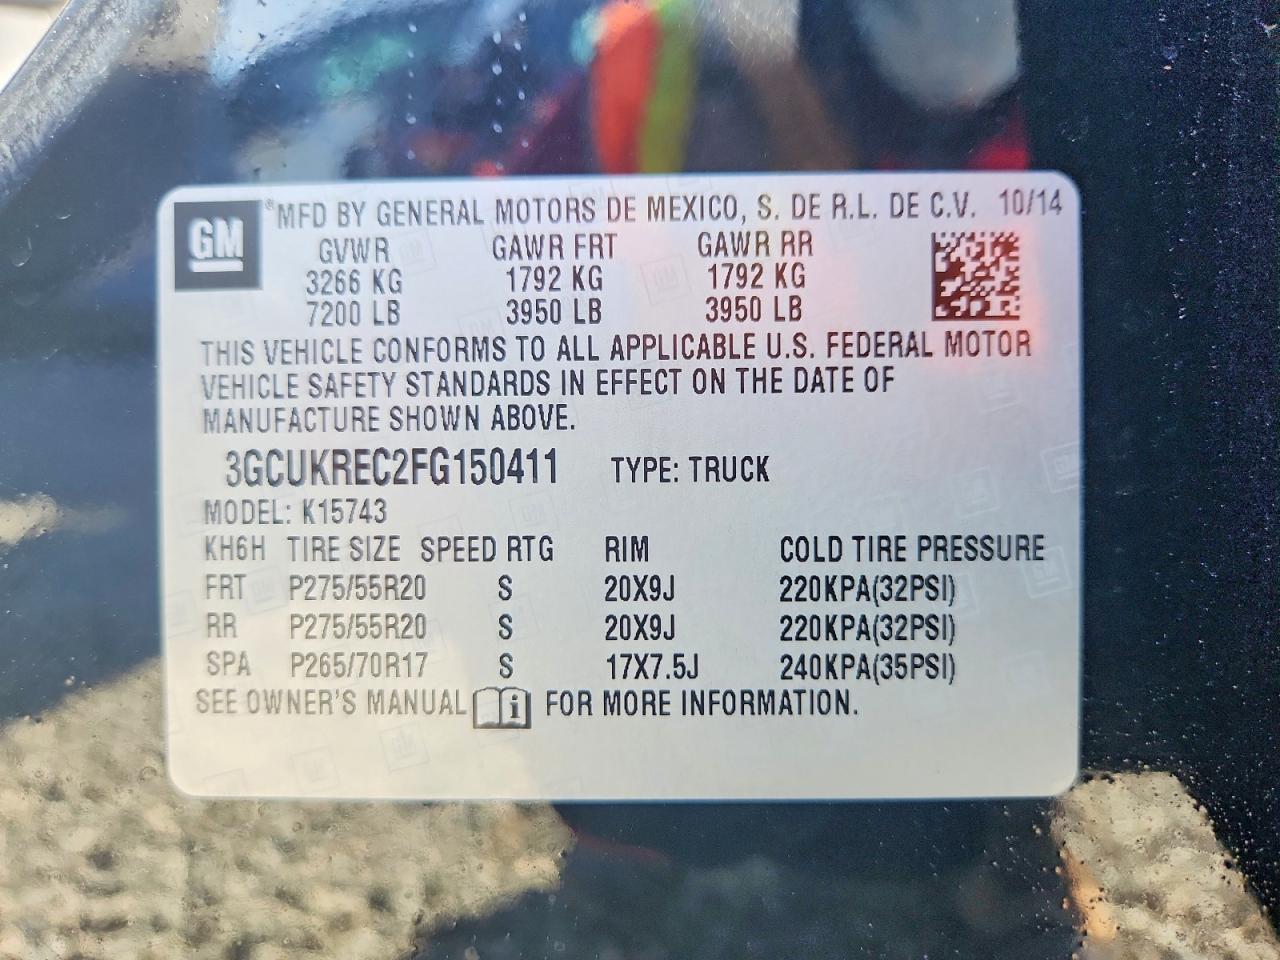 GM ® MFD BY GENERAL MOTORS DE MEXICO, S. DE R.L. DE C.V. 10/14
GVWR GAWR FRT GAWR RR
3266 KG 1792 KG 1792 KG
7200 LB 3950 LB 3950 LB
THIS VEHICLE CONFORMS TO ALL APPLICABLE U.S. FEDERAL MOTOR
VEHICLE SAFETY STANDARDS IN EFFECT ON THE DATE OF
MANUFACTURE SHOWN ABOVE.
3GCUKREC2FG150411 TYPE: TRUCK
MODEL: K15743
KH6H TIRE SIZE SPEED RTG RIM COLD TIRE PRESSURE
FRT P275/55R20 S 20X9J 220KPA(32PSI)
RR P275/55R20 S 20X9J 220KPA(32PSI)
SPA P265/70R17 S 17X7.5J 240KPA(35PSI)
SEE OWNER'S MANUAL i FOR MORE INFORMATION.